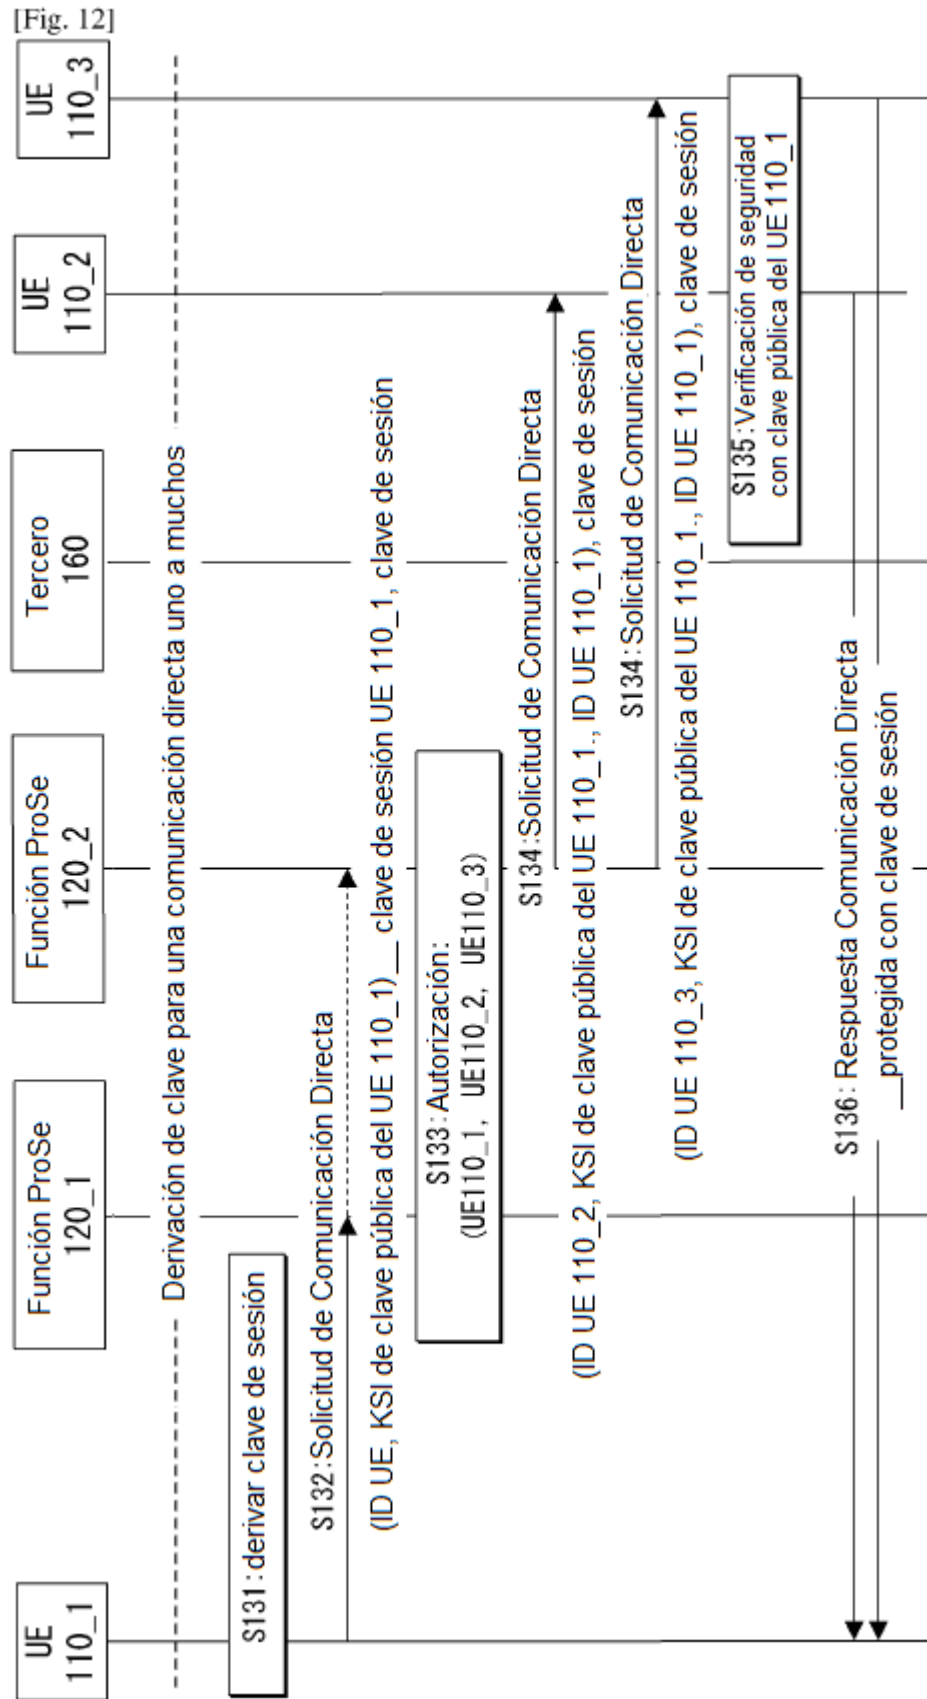 [Fig. 12]
UE
110_1
Función ProSe
120_1
Función ProSe
120_2
Tercero
160
UE
110_2
UE
110_3
Derivación de clave para una comunicación directa uno a muchos
S131:derivar clave de sesión
S132:Solicitud de Comunicación Directa
(ID UE, KSI de clave pública del UE 110_1)__ clave de sesión UE 110_1, clave de sesión
S133:Autorización:
(UE110_1, UE110_2, UE110_3)
S134:Solicitud de Comunicación Directa
(ID UE 110_2, KSI de clave pública del UE 110_1., ID UE 110_1), clave de sesión
S134:Solicitud de Comunicación Directa
(ID UE 110_3, KSI de clave pública del UE 110_1., ID UE 110_1), clave de sesión
S135:Verificación de seguridad
con clave pública del UE110_1
S136: Respuesta Comunicación Directa
__protegida con clave de sesión